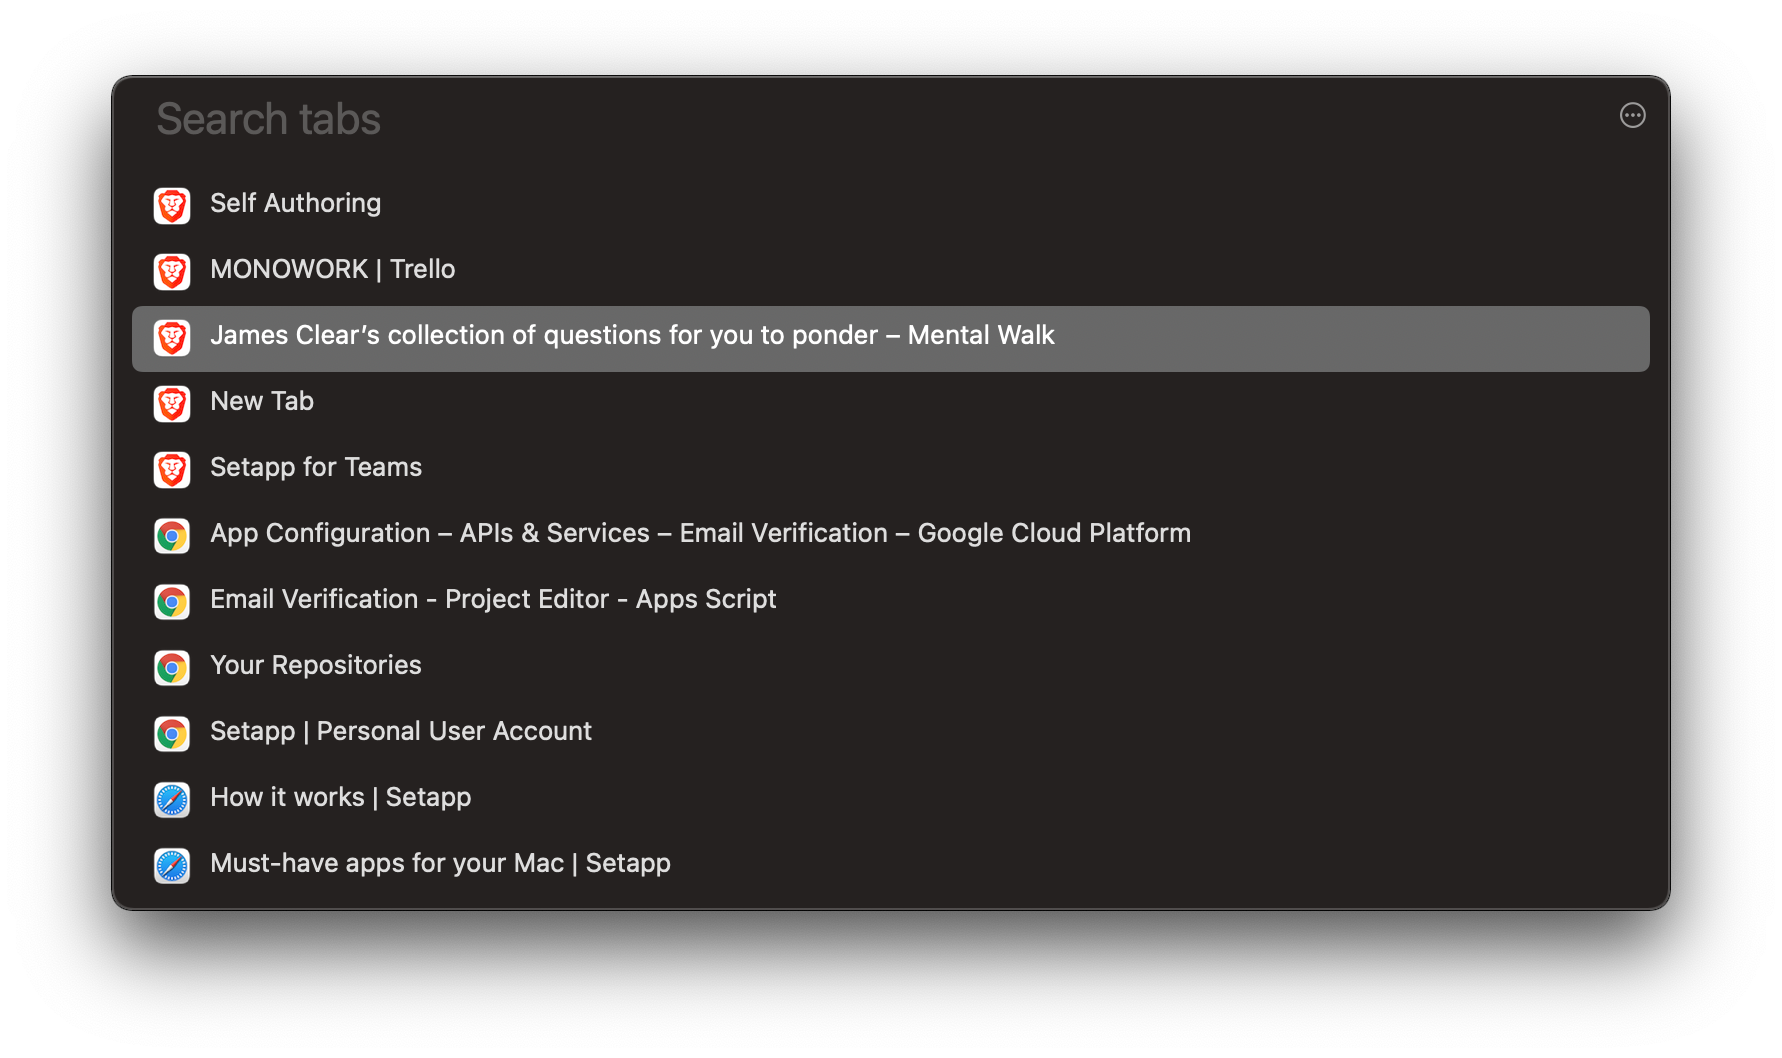 Search tabs
Self Authoring
MONOWORK | Trello
James Clear’s collection of questions for you to ponder – Mental Walk
New Tab
Setapp for Teams
App Configuration – APIs & Services – Email Verification – Google Cloud Platform
Email Verification - Project Editor - Apps Script
Your Repositories
Setapp | Personal User Account
How it works | Setapp
Must-have apps for your Mac | Setapp